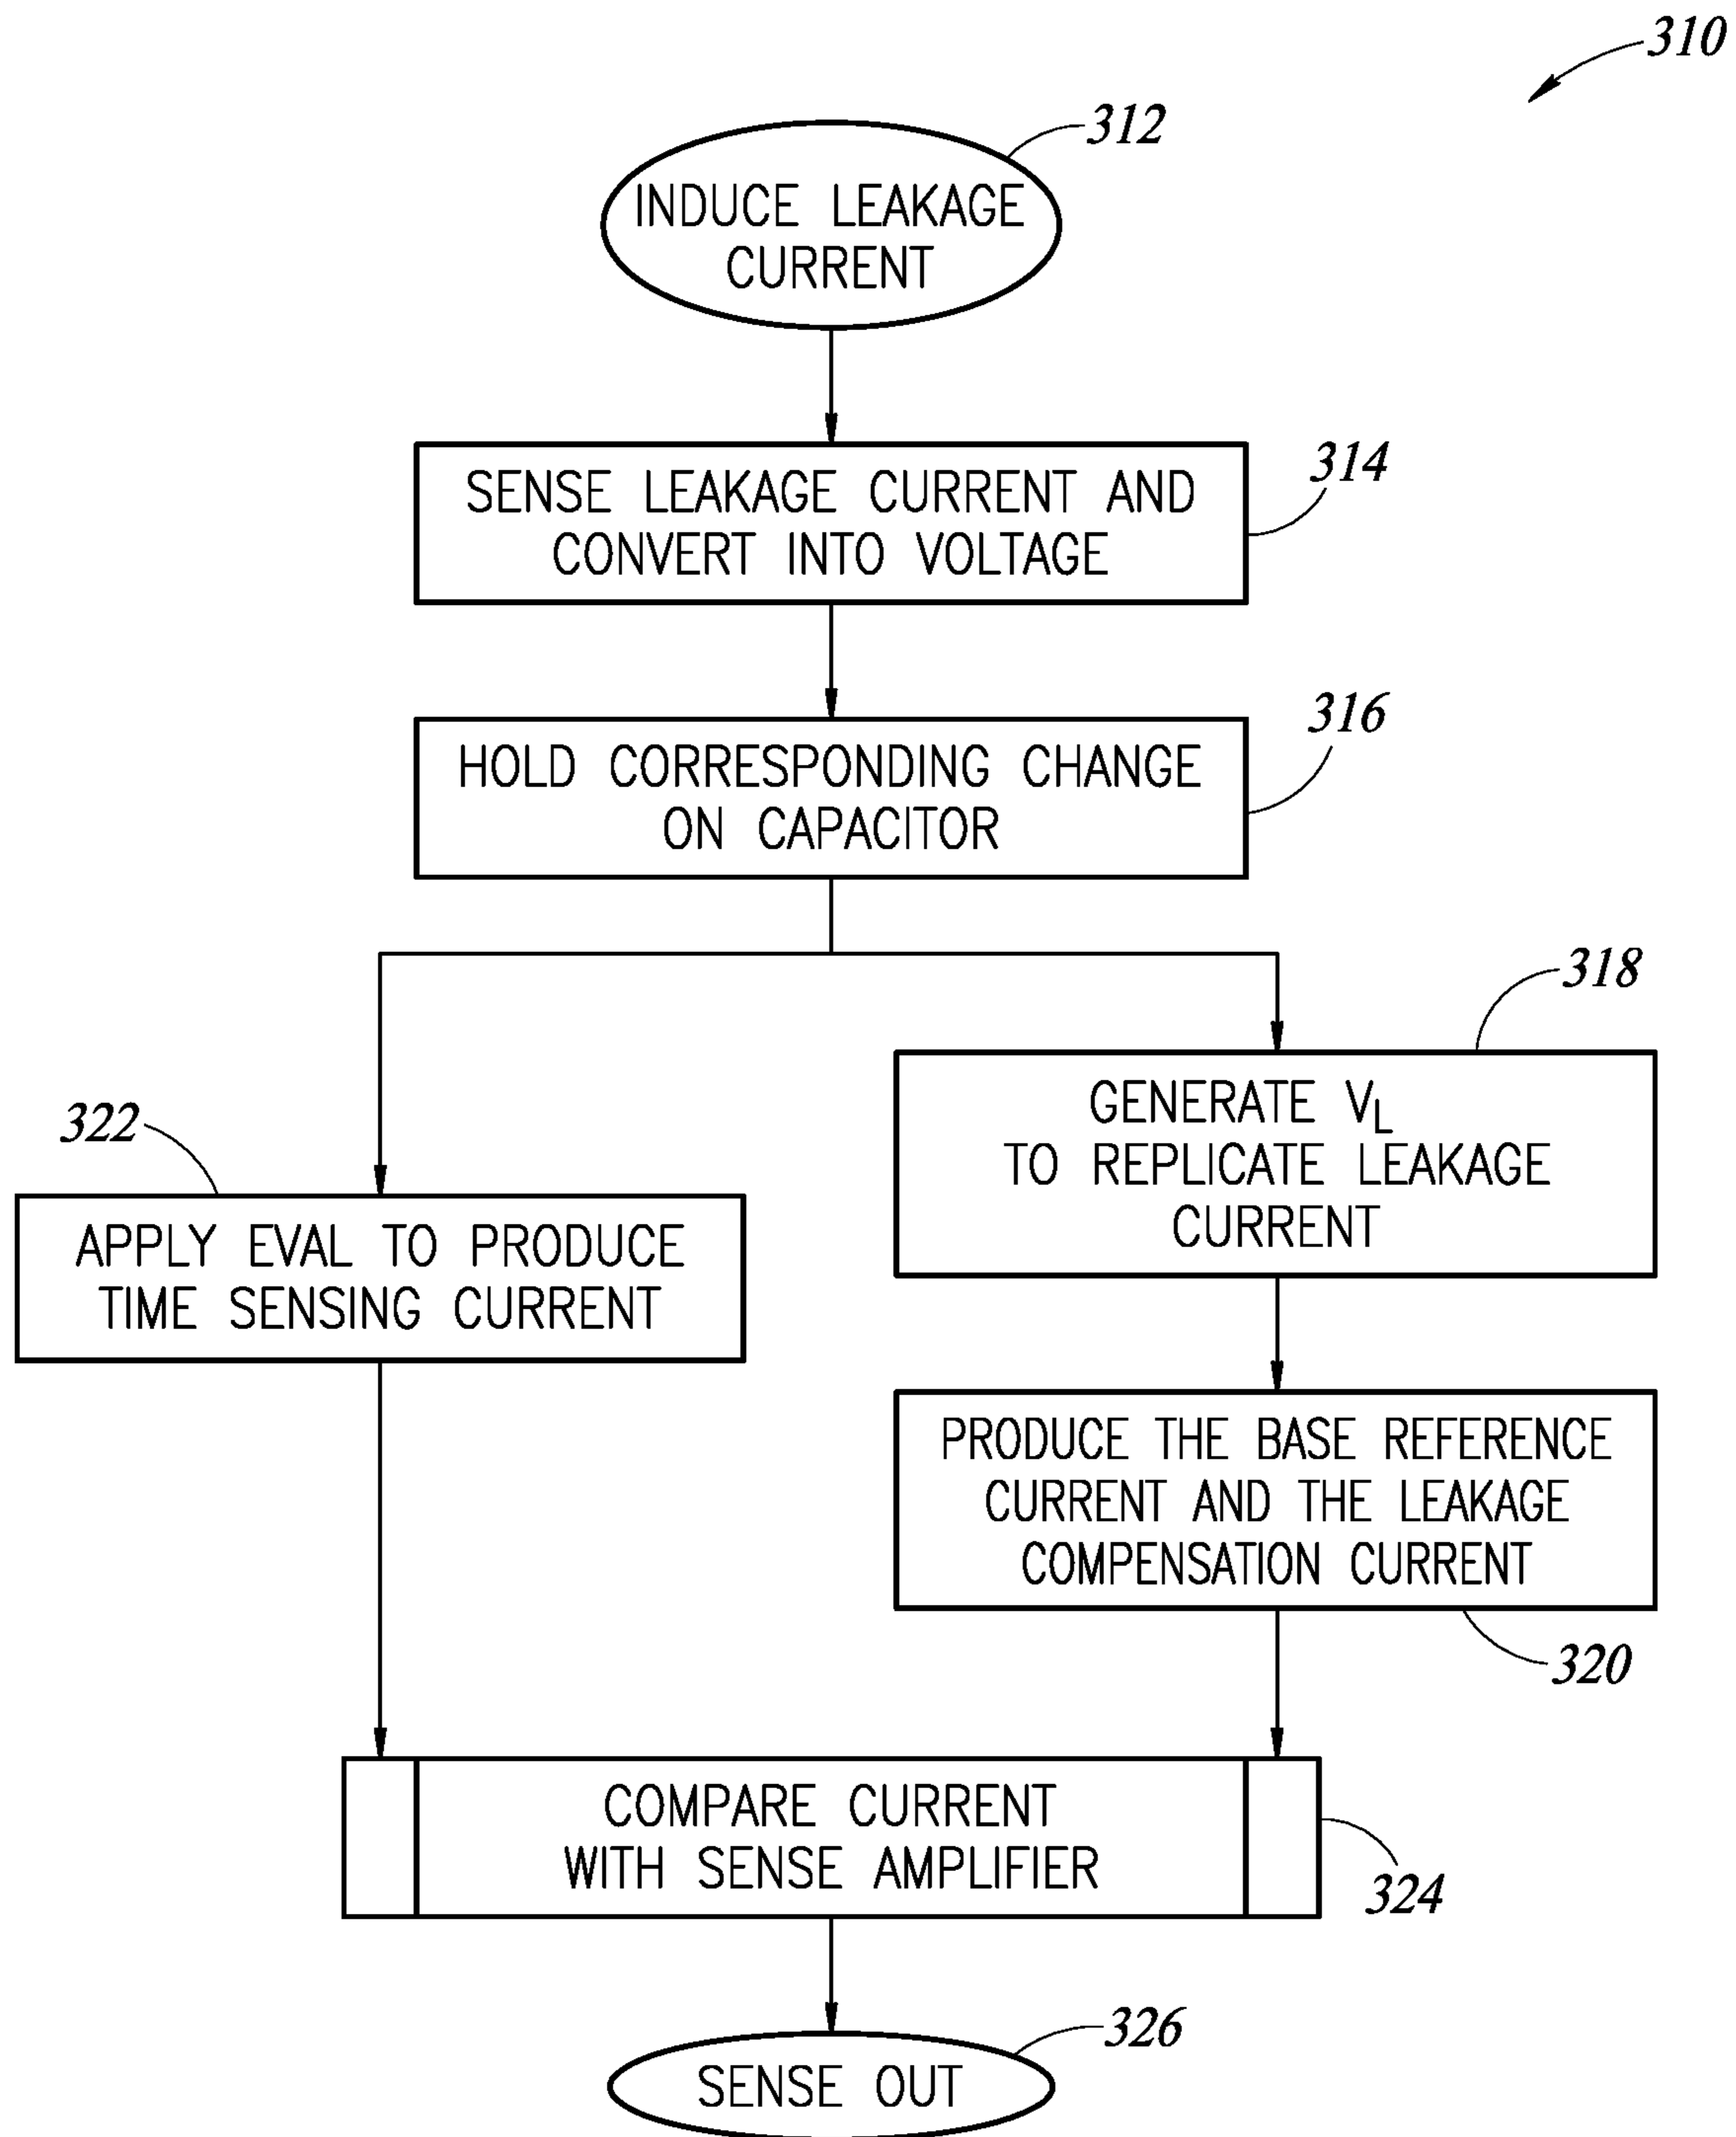 310
312
INDUCE LEAKAGE
CURRENT
314
SENSE LEAKAGE CURRENT AND
CONVERT INTO VOLTAGE
316
HOLD CORRESPONDING CHANGE
ON CAPACITOR
318
GENERATE VL
TO REPLICATE LEAKAGE
CURRENT
322
APPLY EVAL TO PRODUCE
TIME SENSING CURRENT
PRODUCE THE BASE REFERENCE
CURRENT AND THE LEAKAGE
COMPENSATION CURRENT
320
COMPARE CURRENT
WITH SENSE AMPLIFIER
324
326
SENSE OUT